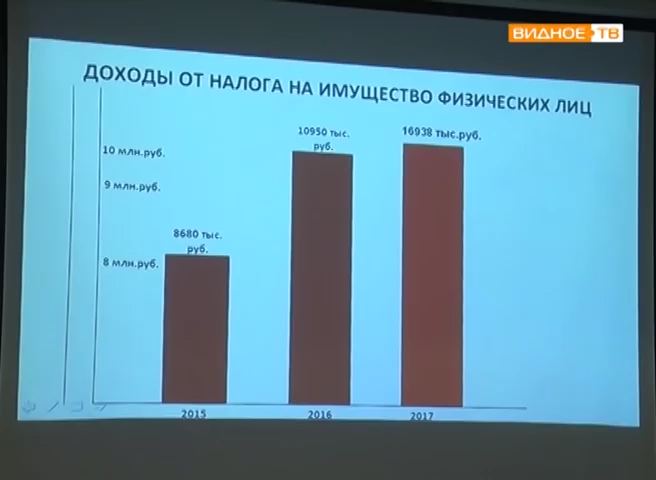 ВИДНОЕ ТВ
ДОХОДЫ ОТ НАЛОГА НА ИМУЩЕСТВО ФИЗИЧЕСКИХ ЛИЦ
10950 тыс.
руб.
16938 тыс.руб.
10 млн.руб.
9 млн.руб.
8680 тыс.
руб.
8 млн.руб.
2015
2016
2017